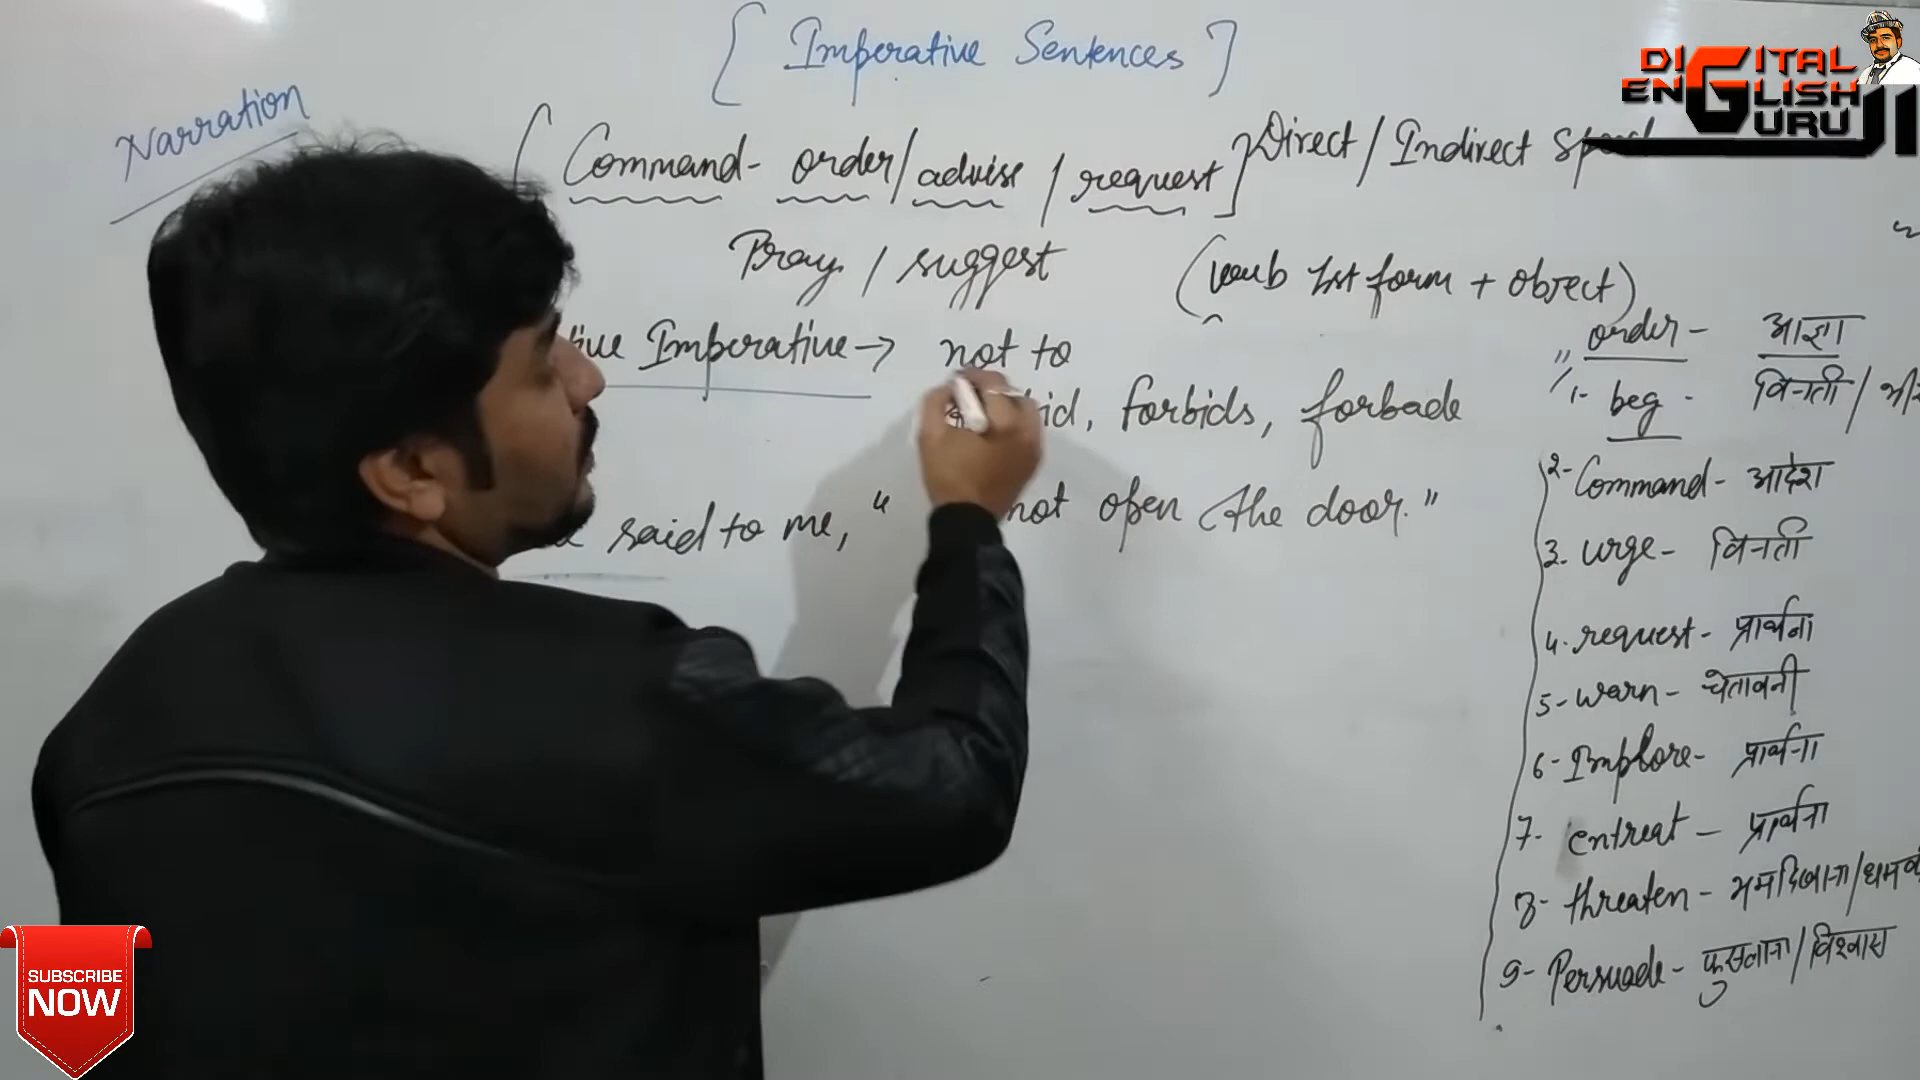 [ Imperative Sentences ]
DIGITAL
ENGLISH
GURU JI
Narration
[ Command- order/ advise / request ] Direct / Indirect
Pray / suggest
(verb 1st form + object)
Imperative → not to
forbids, forbade
said to me, " not open the door."
order - आज्ञा
1- beg - विनती /
2- Command - आदेश
3. urge - विनती
4. request - प्रार्थना
5- warn - चेतावनी
6- Implore - प्रार्थना
7- entreat - प्रार्थना
8- threaten -
9- Persuade - फुसलाना / विश्वास
SUBSCRIBE
NOW